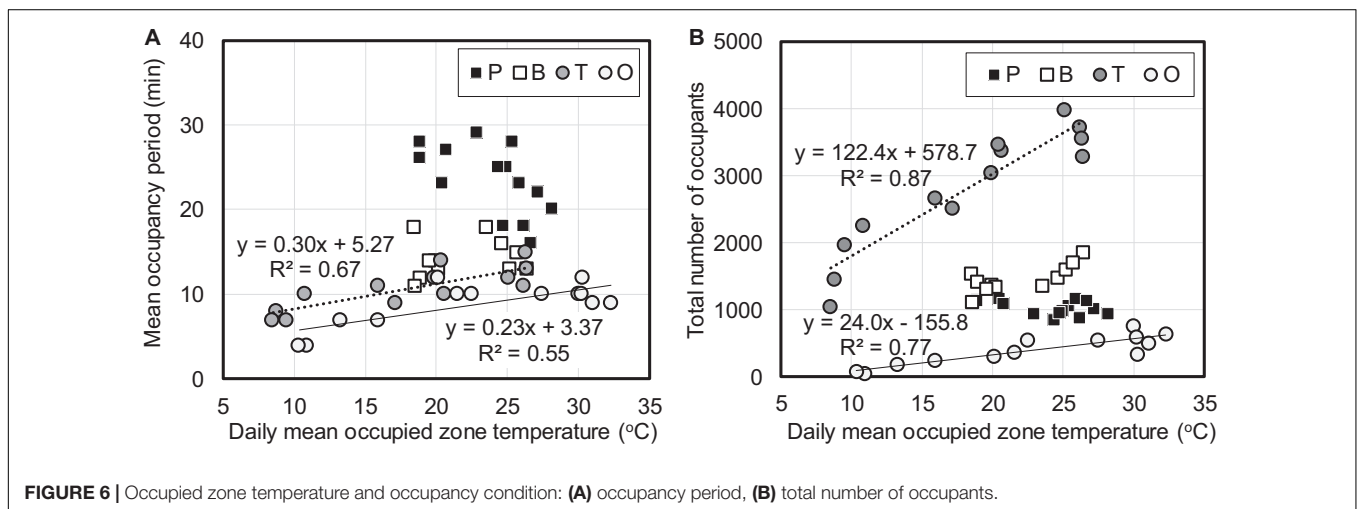 A
40
30
20
10
0
Mean occupancy period (min)
P B T O
y = 0.30x + 5.27
R² = 0.67
y = 0.23x + 3.37
R² = 0.55
5 10 15 20 25 30 35
Daily mean occupied zone temperature (°C)
B
5000
4000
3000
2000
1000
0
Total number of occupants
P B T O
y = 122.4x + 578.7
R² = 0.87
y = 24.0x - 155.8
R² = 0.77
5 10 15 20 25 30 35
Daily mean occupied zone temperature (°C)
FIGURE 6 | Occupied zone temperature and occupancy condition: (A) occupancy period, (B) total number of occupants.